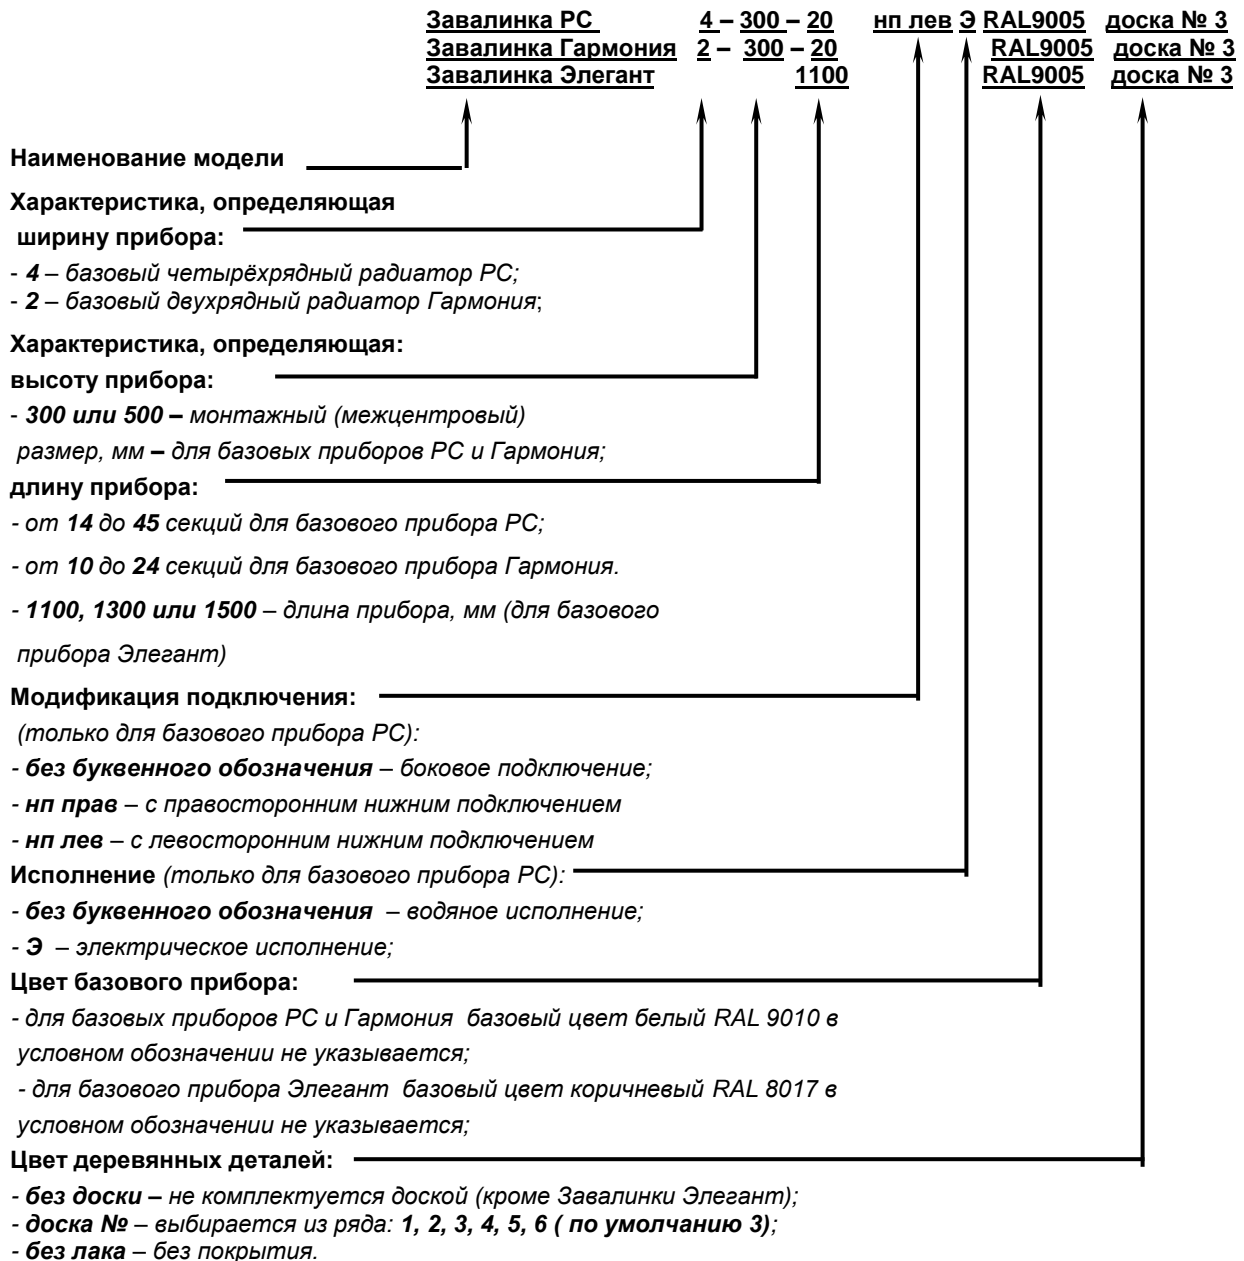 Завалинка РС 4 – 300 – 20 нп лев Э RAL9005 доска № 3
Завалинка Гармония 2 – 300 – 20 RAL9005 доска № 3
Завалинка Элегант 1100 RAL9005 доска № 3
Наименование модели
Характеристика, определяющая
ширину прибора:
- 4 – базовый четырёхрядный радиатор РС;
- 2 – базовый двухрядный радиатор Гармония;
Характеристика, определяющая:
высоту прибора:
- 300 или 500 – монтажный (межцентровый)
размер, мм – для базовых приборов РС и Гармония;
длину прибора:
- от 14 до 45 секций для базового прибора РС;
- от 10 до 24 секций для базового прибора Гармония.
- 1100, 1300 или 1500 – длина прибора, мм (для базового
прибора Элегант)
Модификация подключения:
(только для базового прибора РС):
- без буквенного обозначения – боковое подключение;
- нп прав – с правосторонним нижним подключением
- нп лев – с левосторонним нижним подключением
Исполнение (только для базового прибора РС):
- без буквенного обозначения – водяное исполнение;
- Э – электрическое исполнение;
Цвет базового прибора:
- для базовых приборов РС и Гармония базовый цвет белый RAL 9010 в
условном обозначении не указывается;
- для базового прибора Элегант базовый цвет коричневый RAL 8017 в
условном обозначении не указывается;
Цвет деревянных деталей:
- без доски – не комплектуется доской (кроме Завалинки Элегант);
- доска № – выбирается из ряда: 1, 2, 3, 4, 5, 6 ( по умолчанию 3);
- без лака – без покрытия.